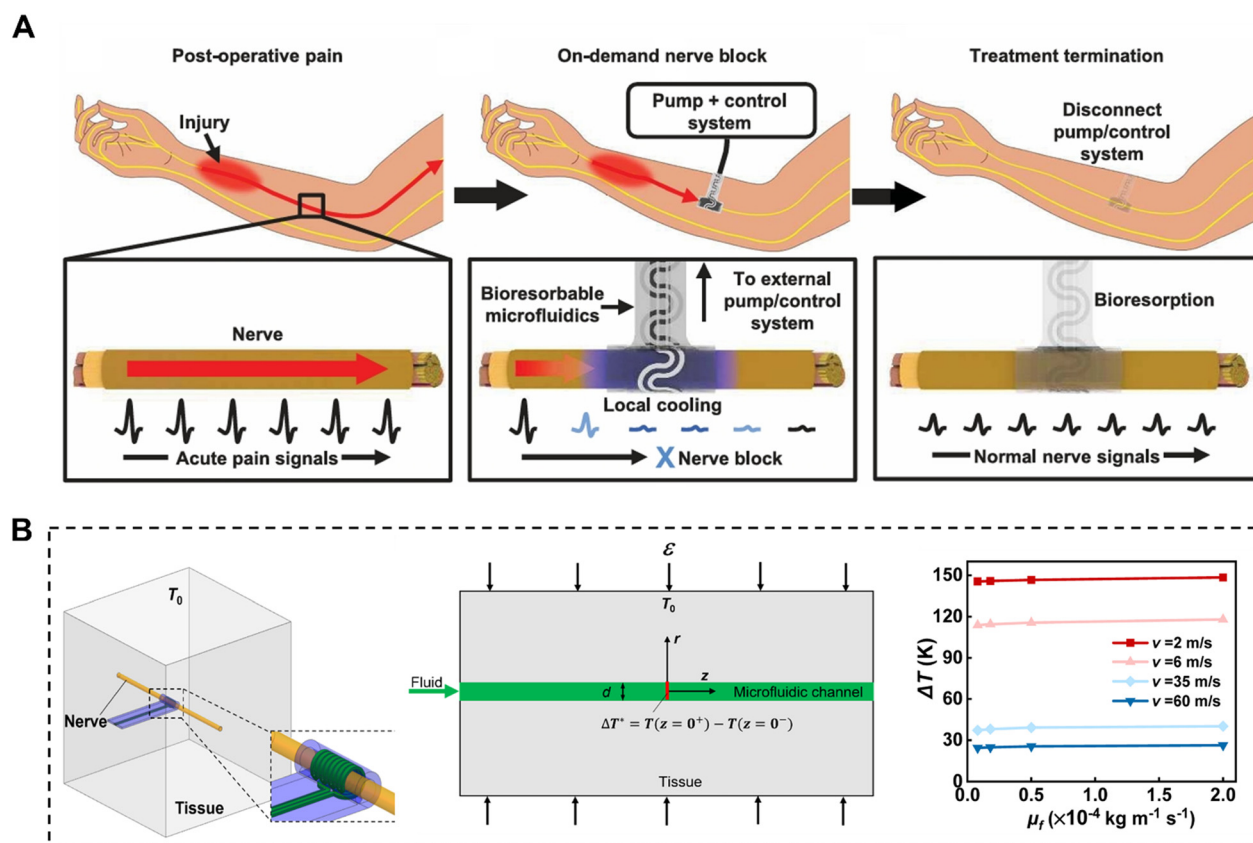 A
Post-operative pain
Injury
Nerve
Acute pain signals
On-demand nerve block
Pump + control
system
Bioresorbable
microfluidics
To external
pump/control
system
Local cooling
X Nerve block
Treatment termination
Disconnect
pump/control
system
Bioresorption
Normal nerve signals
B
T₀
Nerve
Tissue
ε
T₀
r
z
Fluid
d
Microfluidic channel
ΔT* = T(z = 0⁺) − T(z = 0⁻)
Tissue
ΔT (K)
150
120
90
60
30
0
v =2 m/s
v =6 m/s
v =35 m/s
v =60 m/s
0.0 0.5 1.0 1.5 2.0
μf (×10⁻⁴ kg m⁻¹ s⁻¹)